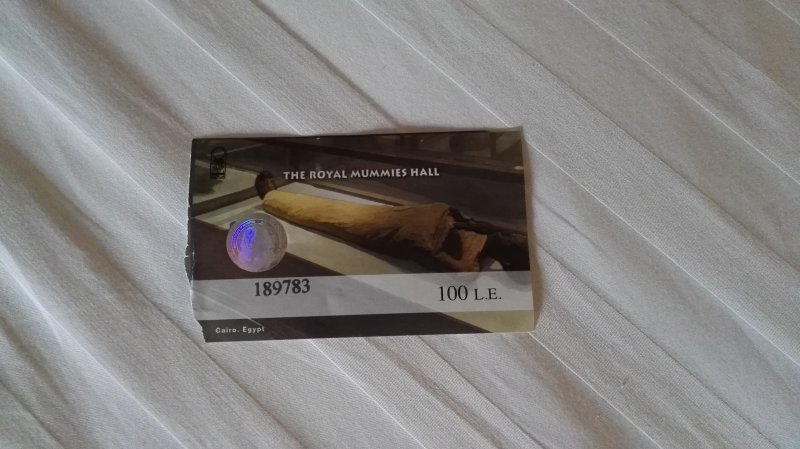 THE ROYAL MUMMIES HALL
189783
100 L.E.
Cairo. Egypt